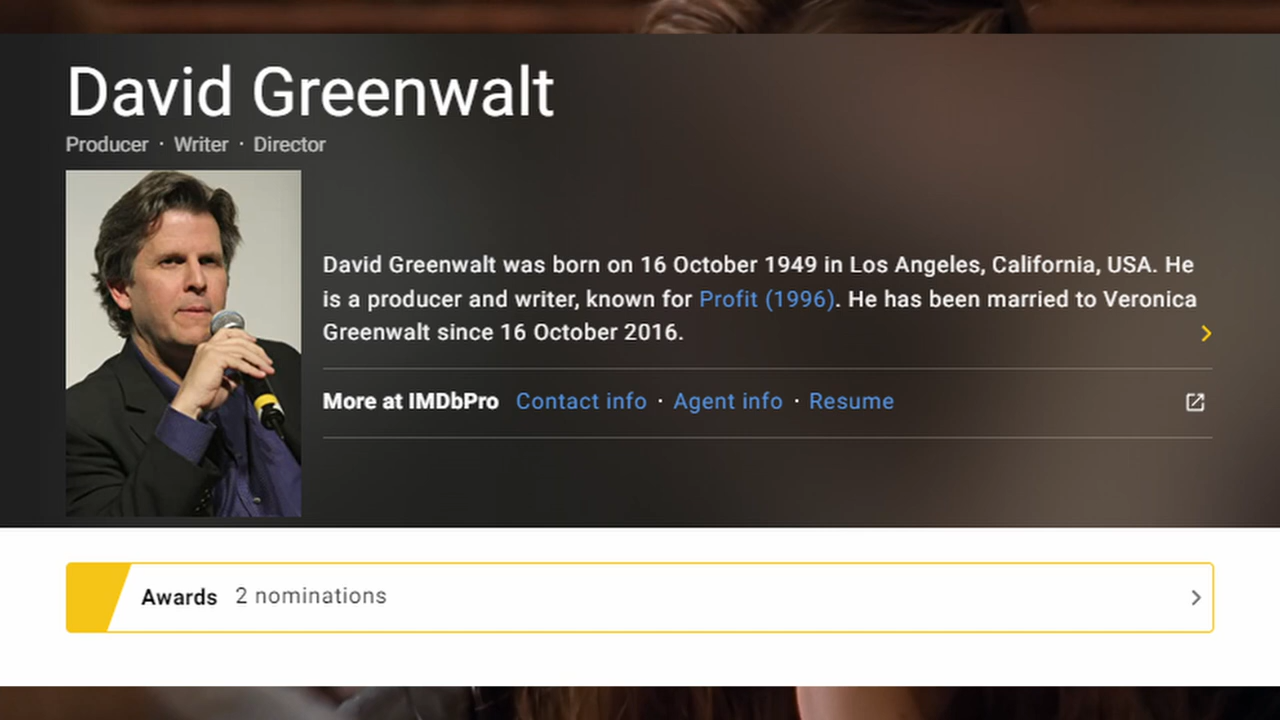 David Greenwalt
Producer · Writer · Director
David Greenwalt was born on 16 October 1949 in Los Angeles, California, USA. He
is a producer and writer, known for Profit (1996). He has been married to Veronica
Greenwalt since 16 October 2016.
More at IMDbPro Contact info · Agent info · Resume
Awards 2 nominations